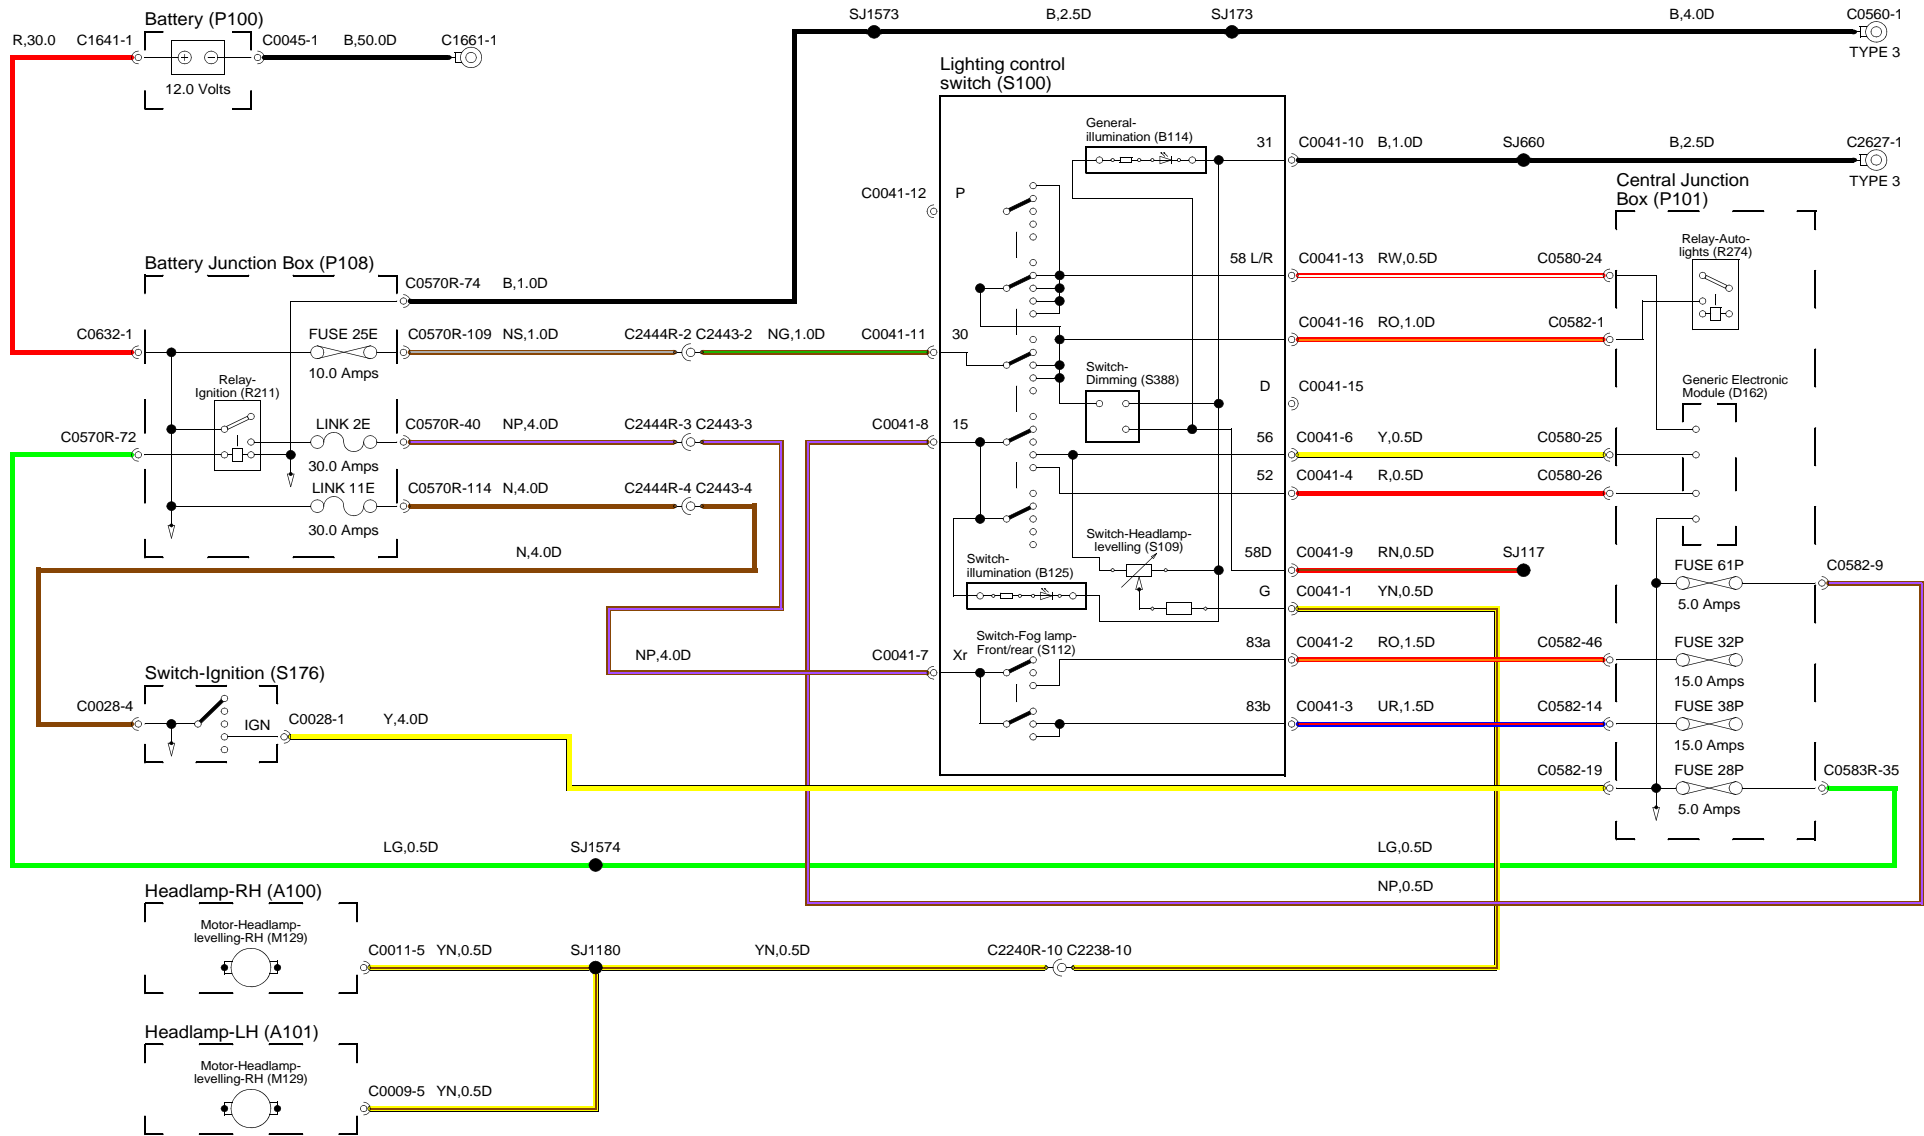 Battery (P100)
R,30.0 C1641-1
C0045-1 B,50.0D C1661-1
12.0 Volts
SJ1573 B,2.5D SJ173 B,4.0D C0560-1
TYPE 3
Lighting control
switch (S100)
General-
illumination (B114)
31 C0041-10 B,1.0D SJ660 B,2.5D C2627-1
TYPE 3
C0041-12 P
Central Junction
Box (P101)
Relay-Auto-
lights (R274)
58 L/R C0041-13 RW,0.5D C0580-24
Battery Junction Box (P108)
C0570R-74 B,1.0D
C0632-1
FUSE 25E
10.0 Amps
C0570R-109 NS,1.0D C2444R-2 C2443-2 NG,1.0D C0041-11 30
C0041-16 RO,1.0D C0582-1
Relay-
Ignition (R211)
Switch-
Dimming (S388)
D C0041-15
Generic Electronic
Module (D162)
C0570R-72
LINK 2E
30.0 Amps
C0570R-40 NP,4.0D C2444R-3 C2443-3
C0041-8 15
56 C0041-6 Y,0.5D C0580-25
52 C0041-4 R,0.5D C0580-26
LINK 11E
30.0 Amps
C0570R-114 N,4.0D C2444R-4 C2443-4
N,4.0D
Switch-Headlamp-
levelling (S109)
Switch-
illumination (B125)
58D C0041-9 RN,0.5D SJ117
G C0041-1 YN,0.5D
FUSE 61P
5.0 Amps
C0582-9
Switch-Fog lamp-
Front/rear (S112)
NP,4.0D C0041-7 Xr
83a C0041-2 RO,1.5D C0582-46
FUSE 32P
15.0 Amps
Switch-Ignition (S176)
C0028-4
IGN
C0028-1 Y,4.0D
83b C0041-3 UR,1.5D C0582-14
FUSE 38P
15.0 Amps
C0582-19
FUSE 28P
5.0 Amps
C0583R-35
LG,0.5D SJ1574 LG,0.5D
NP,0.5D
Headlamp-RH (A100)
Motor-Headlamp-
levelling-RH (M129)
C0011-5 YN,0.5D SJ1180 YN,0.5D C2240R-10 C2238-10
Headlamp-LH (A101)
Motor-Headlamp-
levelling-RH (M129)
C0009-5 YN,0.5D